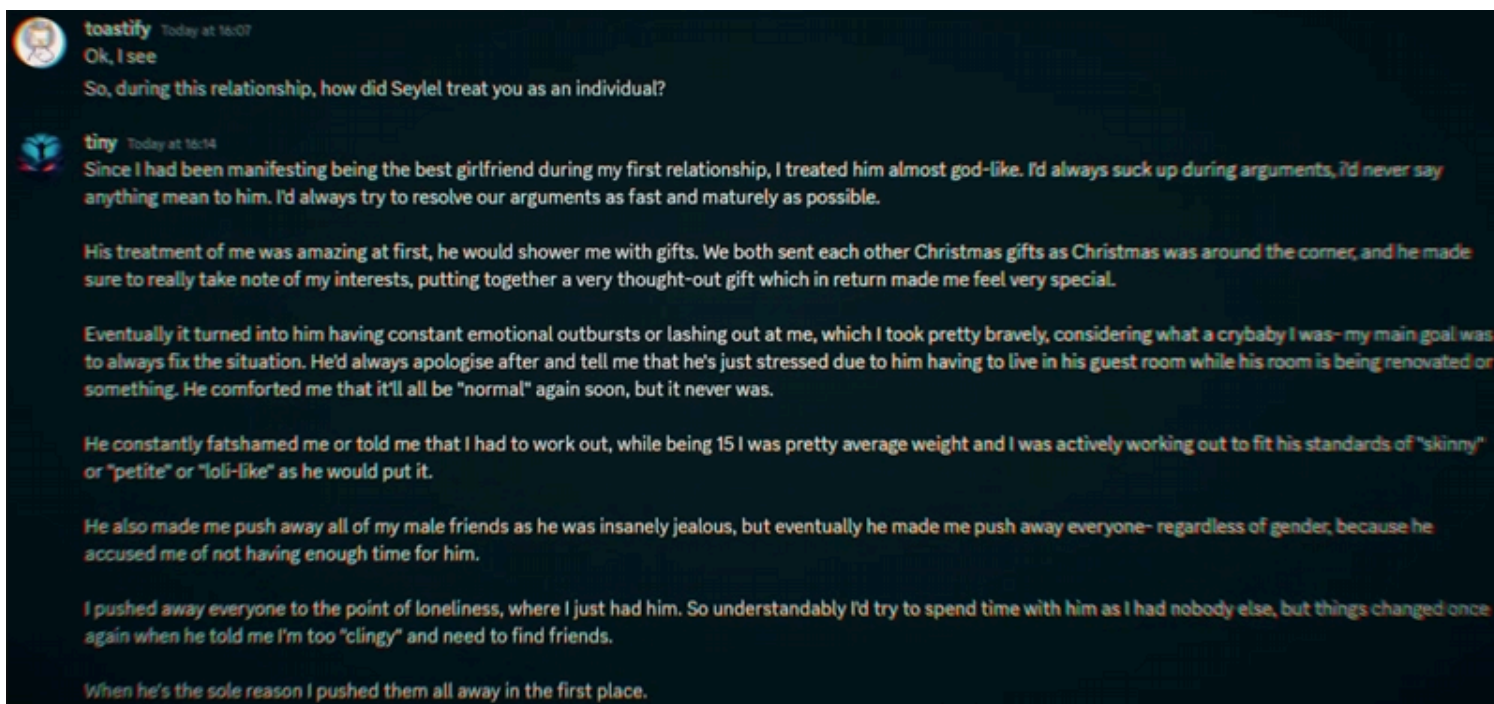 toastify Today at 16:07
Ok, I see
So, during this relationship, how did Seylel treat you as an individual?
tiny Today at 16:14
Since I had been manifesting being the best girlfriend during my first relationship, I treated him almost god-like. I'd always suck up during arguments, i'd never say
anything mean to him. I'd always try to resolve our arguments as fast and maturely as possible.
His treatment of me was amazing at first, he would shower me with gifts. We both sent each other Christmas gifts as Christmas was around the corner, and he made
sure to really take note of my interests, putting together a very thought-out gift which in return made me feel very special.
Eventually it turned into him having constant emotional outbursts or lashing out at me, which I took pretty bravely, considering what a crybaby I was- my main goal was
to always fix the situation. He'd always apologise after and tell me that he's just stressed due to him having to live in his guest room while his room is being renovated or
something. He comforted me that it'll all be "normal" again soon, but it never was.
He constantly fatshamed me or told me that I had to work out, while being 15 I was pretty average weight and I was actively working out to fit his standards of "skinny"
or "petite" or "loli-like" as he would put it.
He also made me push away all of my male friends as he was insanely jealous, but eventually he made me push away everyone- regardless of gender, because he
accused me of not having enough time for him.
I pushed away everyone to the point of loneliness, where I just had him. So understandably I'd try to spend time with him as I had nobody else, but things changed once
again when he told me I'm too "clingy" and need to find friends.
When he's the sole reason I pushed them all away in the first place.